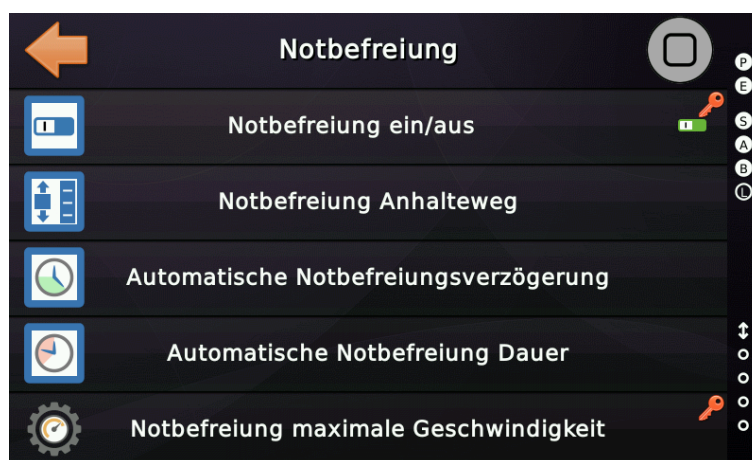 Notbefreiung
P
E
Notbefreiung ein/aus
S
A
B
L
Notbefreiung Anhalteweg
Automatische Notbefreiungsverzögerung
Automatische Notbefreiung Dauer
Notbefreiung maximale Geschwindigkeit